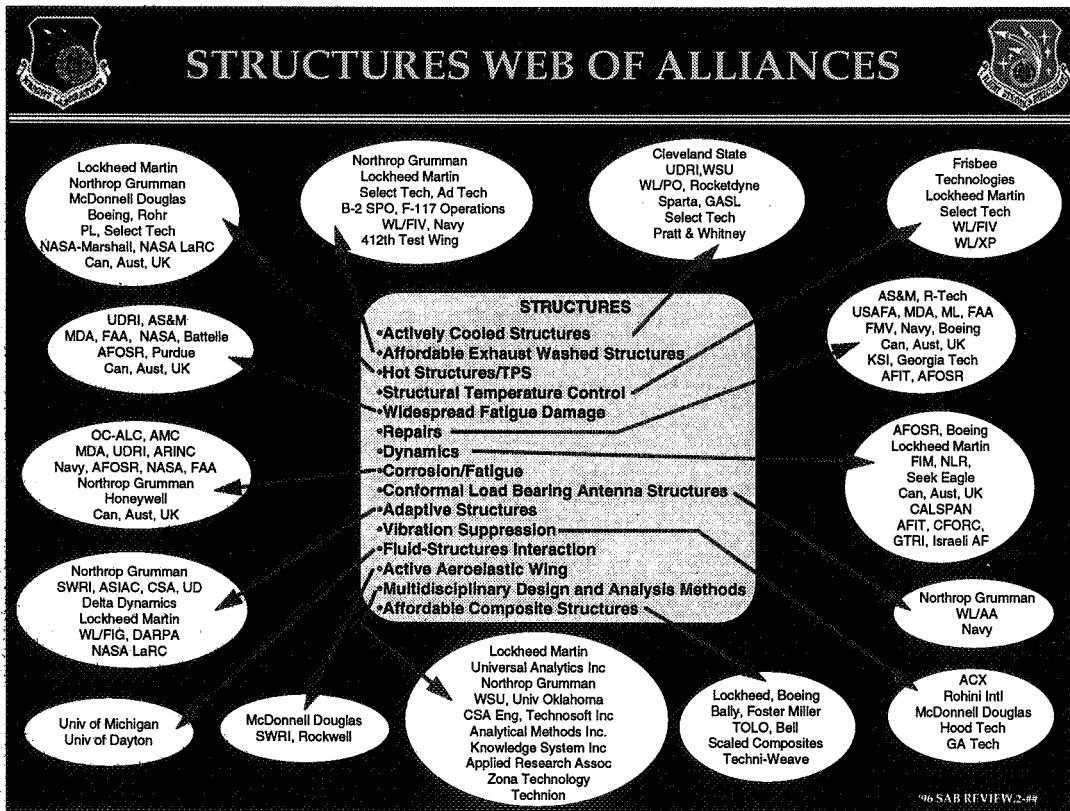 STRUCTURES WEB OF ALLIANCES
Lockheed Martin
Northrop Grumman
McDonnell Douglas
Boeing, Rohr
PL, Select Tech
NASA-Marshall, NASA LaRC
Can, Aust, UK
Northrop Grumman
Lockheed Martin
Select Tech, Ad Tech
B-2 SPO, F-117 Operations
WL/FIV, Navy
412th Test Wing
Cleveland State
UDRI,WSU
WL/PO, Rocketdyne
Sparta, GASL
Select Tech
Pratt & Whitney
Frisbee
Technologies
Lockheed Martin
Select Tech
WL/FIV
WL/XP
UDRI, AS&M
MDA, FAA, NASA, Battelle
AFOSR, Purdue
Can, Aust, UK
STRUCTURES
•Actively Cooled Structures
•Affordable Exhaust Washed Structures
•Hot Structures/TPS
•Structural Temperature Control
•Widespread Fatigue Damage
•Repairs
•Dynamics
•Corrosion/Fatigue
•Conformal Load Bearing Antenna Structures
•Adaptive Structures
•Vibration Suppression
•Fluid-Structures Interaction
•Active Aeroelastic Wing
•Multidisciplinary Design and Analysis Methods
•Affordable Composite Structures
AS&M, R-Tech
USAFA, MDA, ML, FAA
FMV, Navy, Boeing
Can, Aust, UK
KSI, Georgia Tech
AFIT, AFOSR
OC-ALC, AMC
MDA, UDRI, ARINC
Navy, AFOSR, NASA, FAA
Northrop Grumman
Honeywell
Can, Aust, UK
AFOSR, Boeing
Lockheed Martin
FIM, NLR,
Seek Eagle
Can, Aust, UK
CALSPAN
AFIT, CFORC,
GTRI, Israeli AF
Northrop Grumman
SWRI, ASIAC, CSA, UD
Delta Dynamics
Lockheed Martin
WL/FIG, DARPA
NASA LaRC
Northrop Grumman
WL/AA
Navy
Univ of Michigan
Univ of Dayton
McDonnell Douglas
SWRI, Rockwell
Lockheed Martin
Universal Analytics Inc
Northrop Grumman
WSU, Univ Oklahoma
CSA Eng, Technosoft Inc
Analytical Methods Inc.
Knowledge System Inc
Applied Research Assoc
Zona Technology
Technion
Lockheed, Boeing
Bally, Foster Miller
TOLO, Bell
Scaled Composites
Techni-Weave
ACX
Rohini Intl
McDonnell Douglas
Hood Tech
GA Tech
'96 SAB REVIEW 2-##